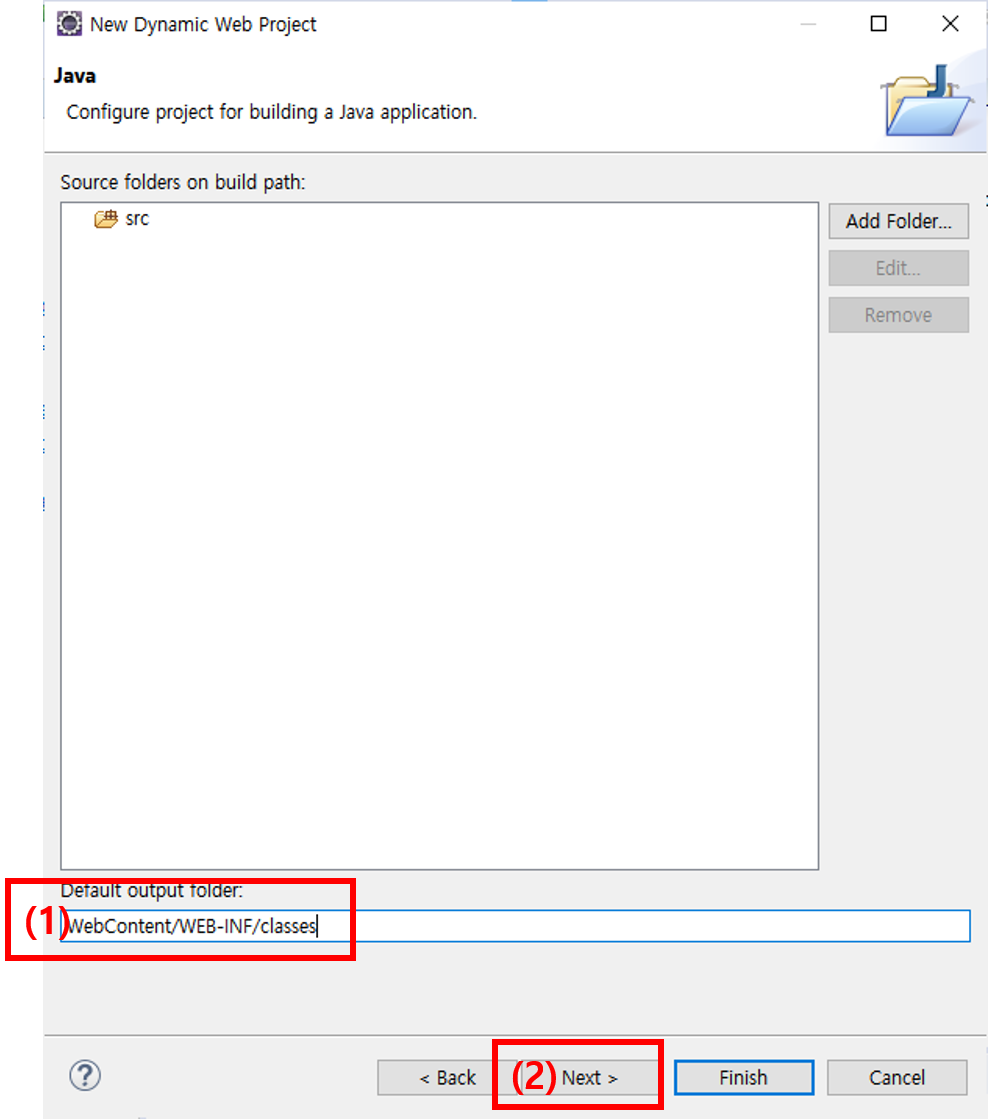 New Dynamic Web Project
Java
Configure project for building a Java application.
Source folders on build path:
src
Add Folder...
Edit...
Remove
Default output folder:
(1)
WebContent/WEB-INF/classes
< Back
(2) Next >
Finish
Cancel